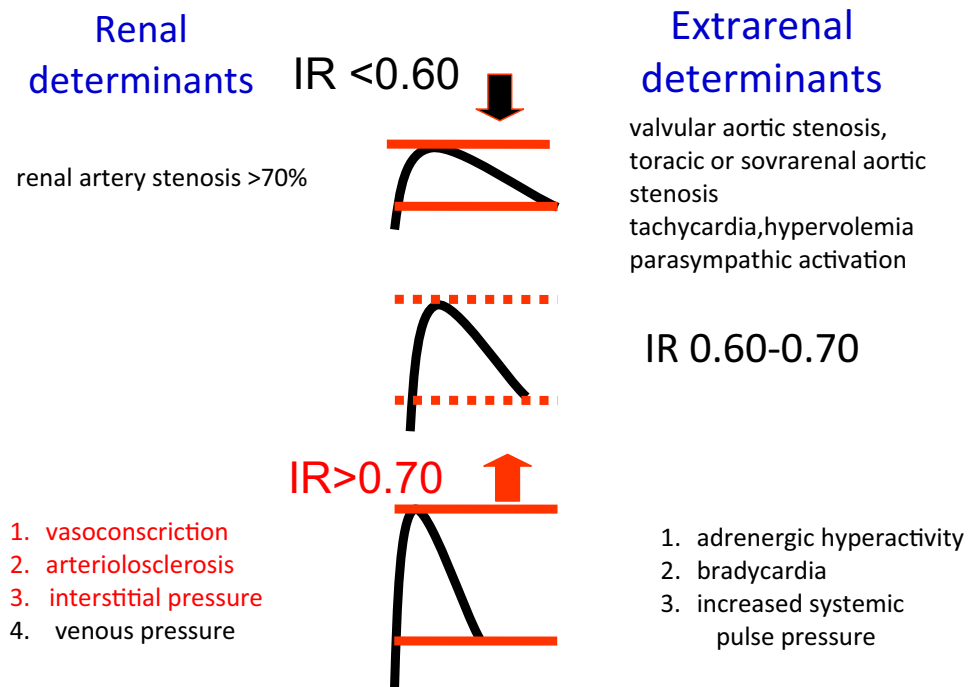 Renal
determinants
IR <0.60
Extrarenal
determinants
renal artery stenosis >70%
valvular aortic stenosis,
toracic or sovrarenal aortic
stenosis
tachycardia,hypervolemia
parasympathic activation
IR 0.60-0.70
IR>0.70
1. vasoconscriction
2. arteriolosclerosis
3. interstitial pressure
4. venous pressure
1. adrenergic hyperactivity
2. bradycardia
3. increased systemic
pulse pressure